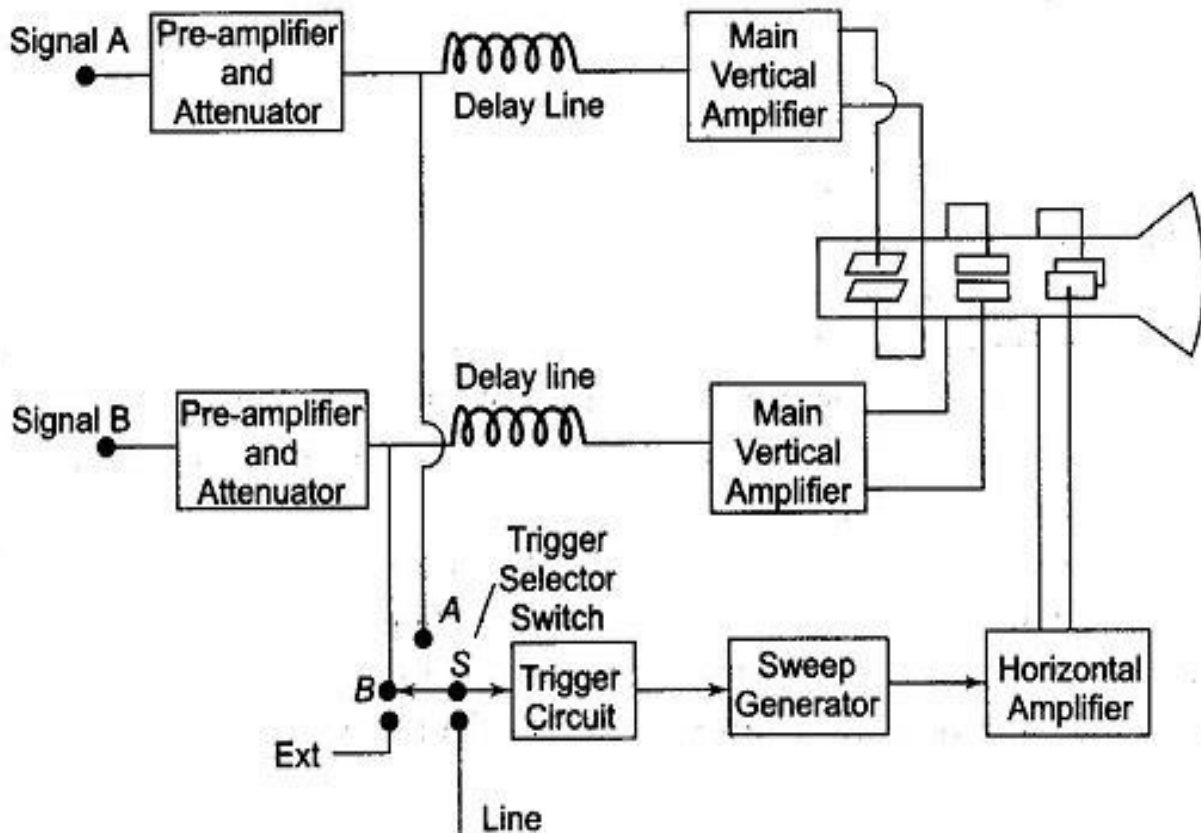 Signal A
Pre-amplifier
and
Attenuator
Delay Line
Main
Vertical
Amplifier
Signal B
Pre-amplifier
and
Attenuator
Delay line
Main
Vertical
Amplifier
Trigger
Selector
Switch
A
S
B
Trigger
Circuit
Sweep
Generator
Horizontal
Amplifier
Ext
Line